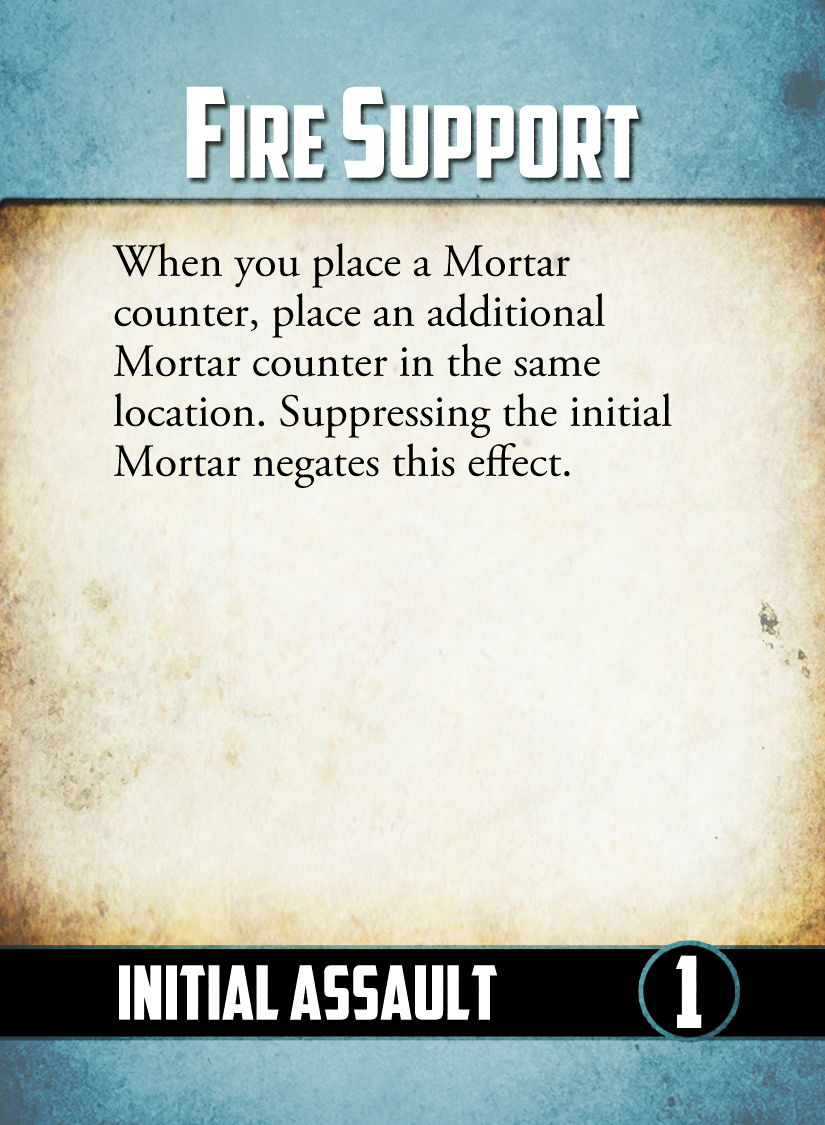 Fire Support
When you place a Mortar
counter, place an additional
Mortar counter in the same
location. Suppressing the initial
Mortar negates this effect.
INITIAL ASSAULT
1